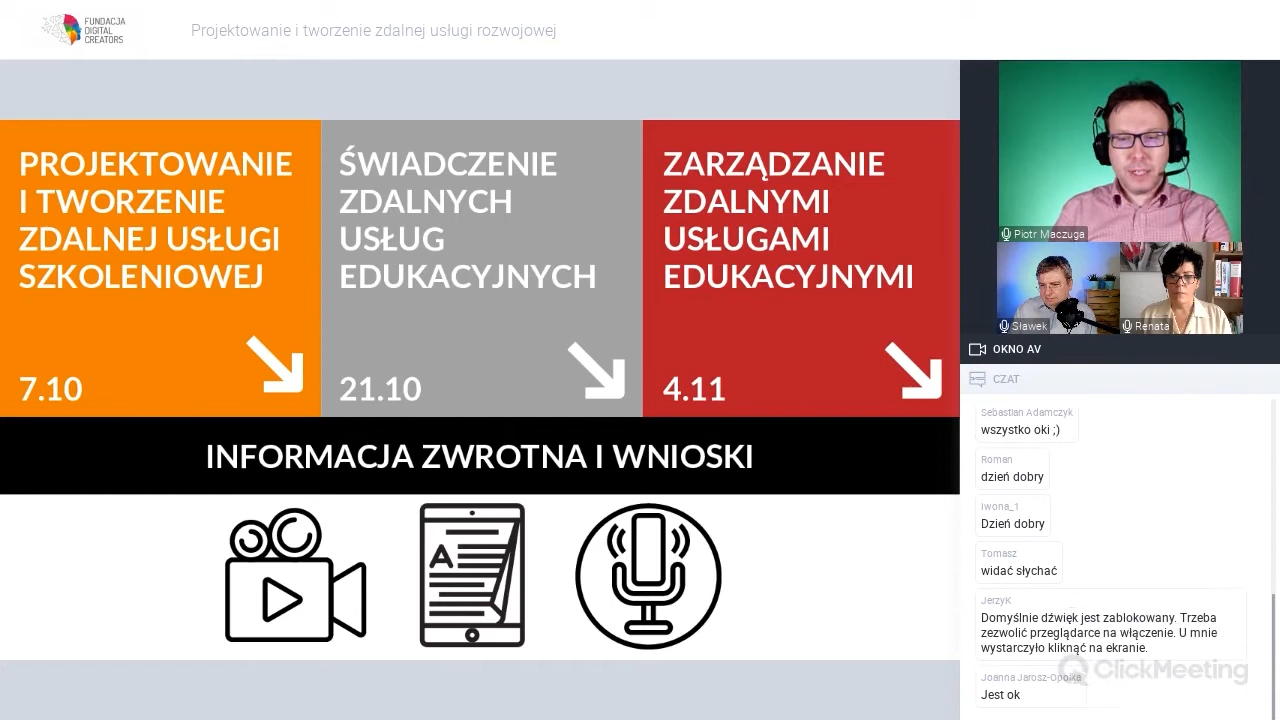 FUNDACJA
DIGITAL
CREATORS
Projektowanie i tworzenie zdalnej usługi rozwojowej
PROJEKTOWANIE
I TWORZENIE
ZDALNEJ USŁUGI
SZKOLENIOWEJ
7.10
ŚWIADCZENIE
ZDALNYCH
USŁUG
EDUKACYJNYCH
21.10
ZARZĄDZANIE
ZDALNYMI
USŁUGAMI
EDUKACYJNYMI
4.11
INFORMACJA ZWROTNA I WNIOSKI
A
Piotr Maczuga
Sławek
Renata
OKNO AV
CZAT
Sebastian Adamczyk
wszystko oki ;)
Roman
dzień dobry
Iwona_1
Dzień dobry
Tomasz
widać słychać
JerzyK
Domyślnie dźwięk jest zablokowany. Trzeba
zezwolić przeglądarce na włączenie. U mnie
wystarczyło kliknąć na ekranie.
ClickMeeting
Joanna Jarosz-Opolka
Jest ok